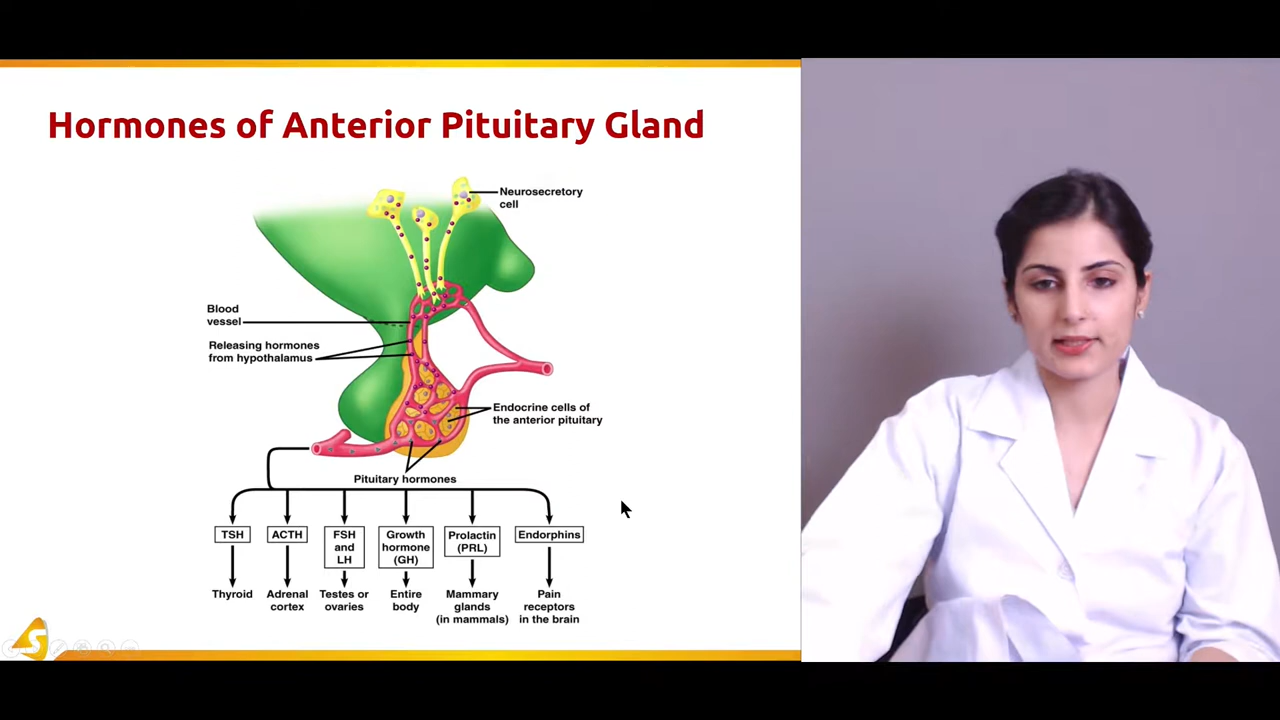 Hormones of Anterior Pituitary Gland
Neurosecretory
cell
Blood
vessel
Releasing hormones
from hypothalamus
Endocrine cells of
the anterior pituitary
Pituitary hormones
TSH
ACTH
FSH
and
LH
Growth
hormone
(GH)
Prolactin
(PRL)
Endorphins
Thyroid
Adrenal
cortex
Testes or
ovaries
Entire
body
Mammary
glands
(in mammals)
Pain
receptors
in the brain
S